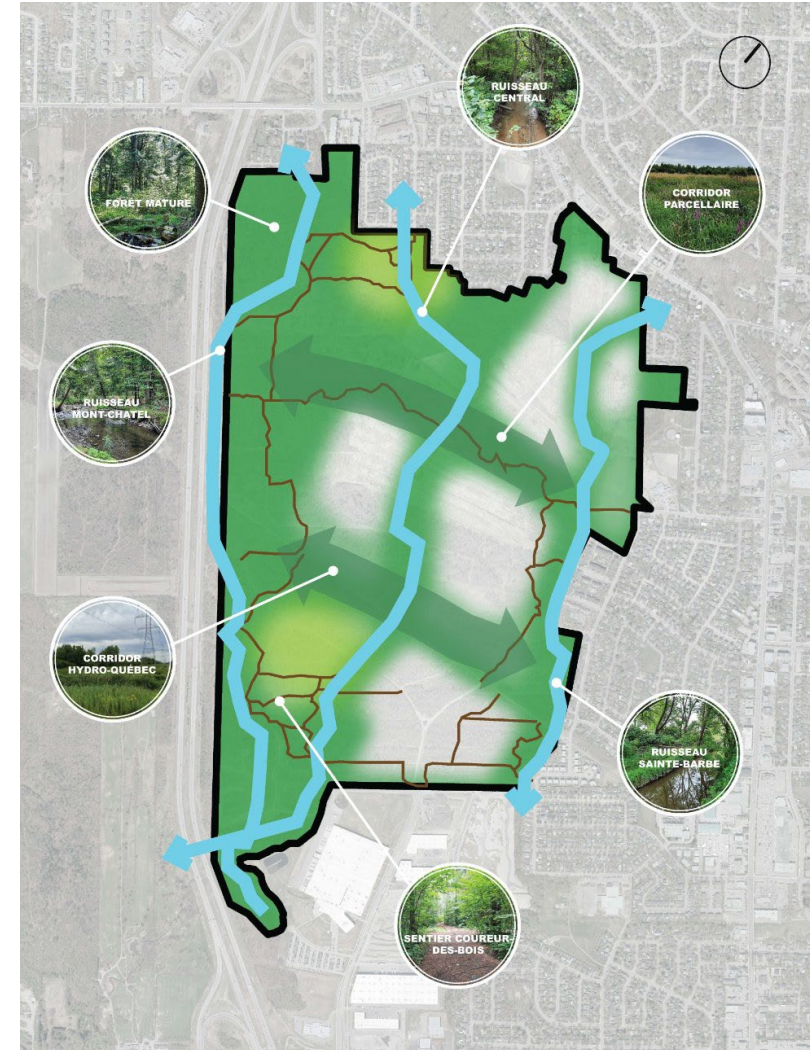 RUISSEAU
CENTRAL
FORÊT MATURE
CORRIDOR
PARCELLAIRE
RUISSEAU
MONT-CHATEL
CORRIDOR
HYDRO-QUÉBEC
RUISSEAU
SAINTE-BARBE
SENTIER COUREUR-
DES-BOIS